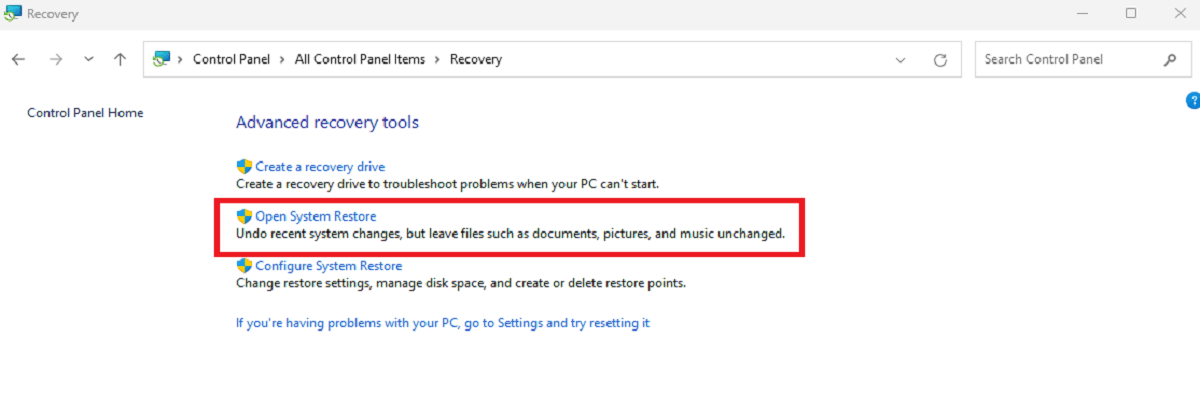 Recovery
Control Panel > All Control Panel Items > Recovery
Search Control Panel
?
Control Panel Home
Advanced recovery tools
Create a recovery drive
Create a recovery drive to troubleshoot problems when your PC can't start.
Open System Restore
Undo recent system changes, but leave files such as documents, pictures, and music unchanged.
Configure System Restore
Change restore settings, manage disk space, and create or delete restore points.
If you're having problems with your PC, go to Settings and try resetting it